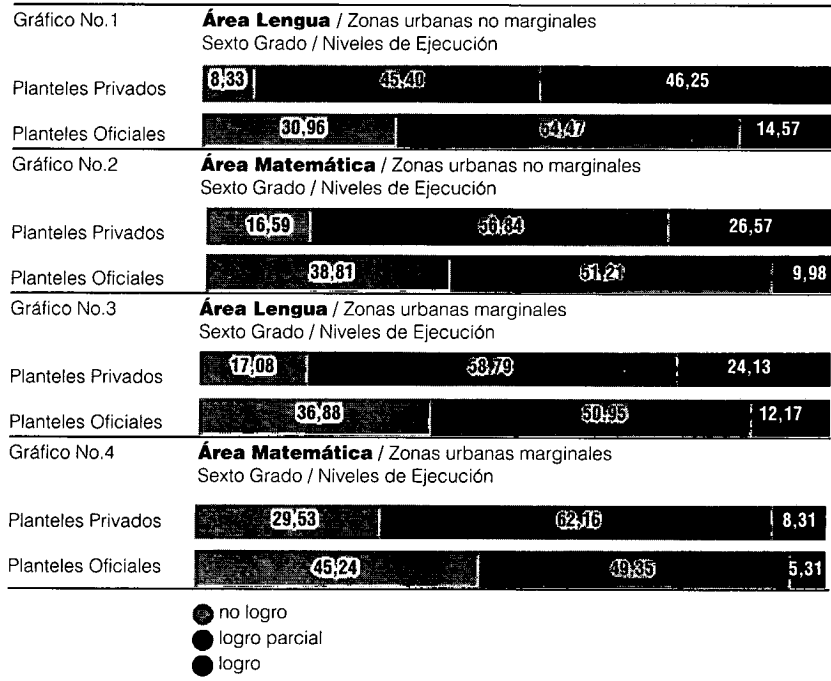 Gráfico No.1
Área Lengua / Zonas urbanas no marginales
Sexto Grado / Niveles de Ejecución
Planteles Privados 8,33 45,40 46,25
Planteles Oficiales 30,96 54,47 14,57
Gráfico No.2
Área Matemática / Zonas urbanas no marginales
Sexto Grado / Niveles de Ejecución
Planteles Privados 16,59 56,84 26,57
Planteles Oficiales 38,81 51,21 9,98
Gráfico No.3
Área Lengua / Zonas urbanas marginales
Sexto Grado / Niveles de Ejecución
Planteles Privados 17,08 58,79 24,13
Planteles Oficiales 36,88 50,95 12,17
Gráfico No.4
Área Matemática / Zonas urbanas marginales
Sexto Grado / Niveles de Ejecución
Planteles Privados 29,53 62,16 8,31
Planteles Oficiales 45,24 49,35 5,31
no logro
logro parcial
logro